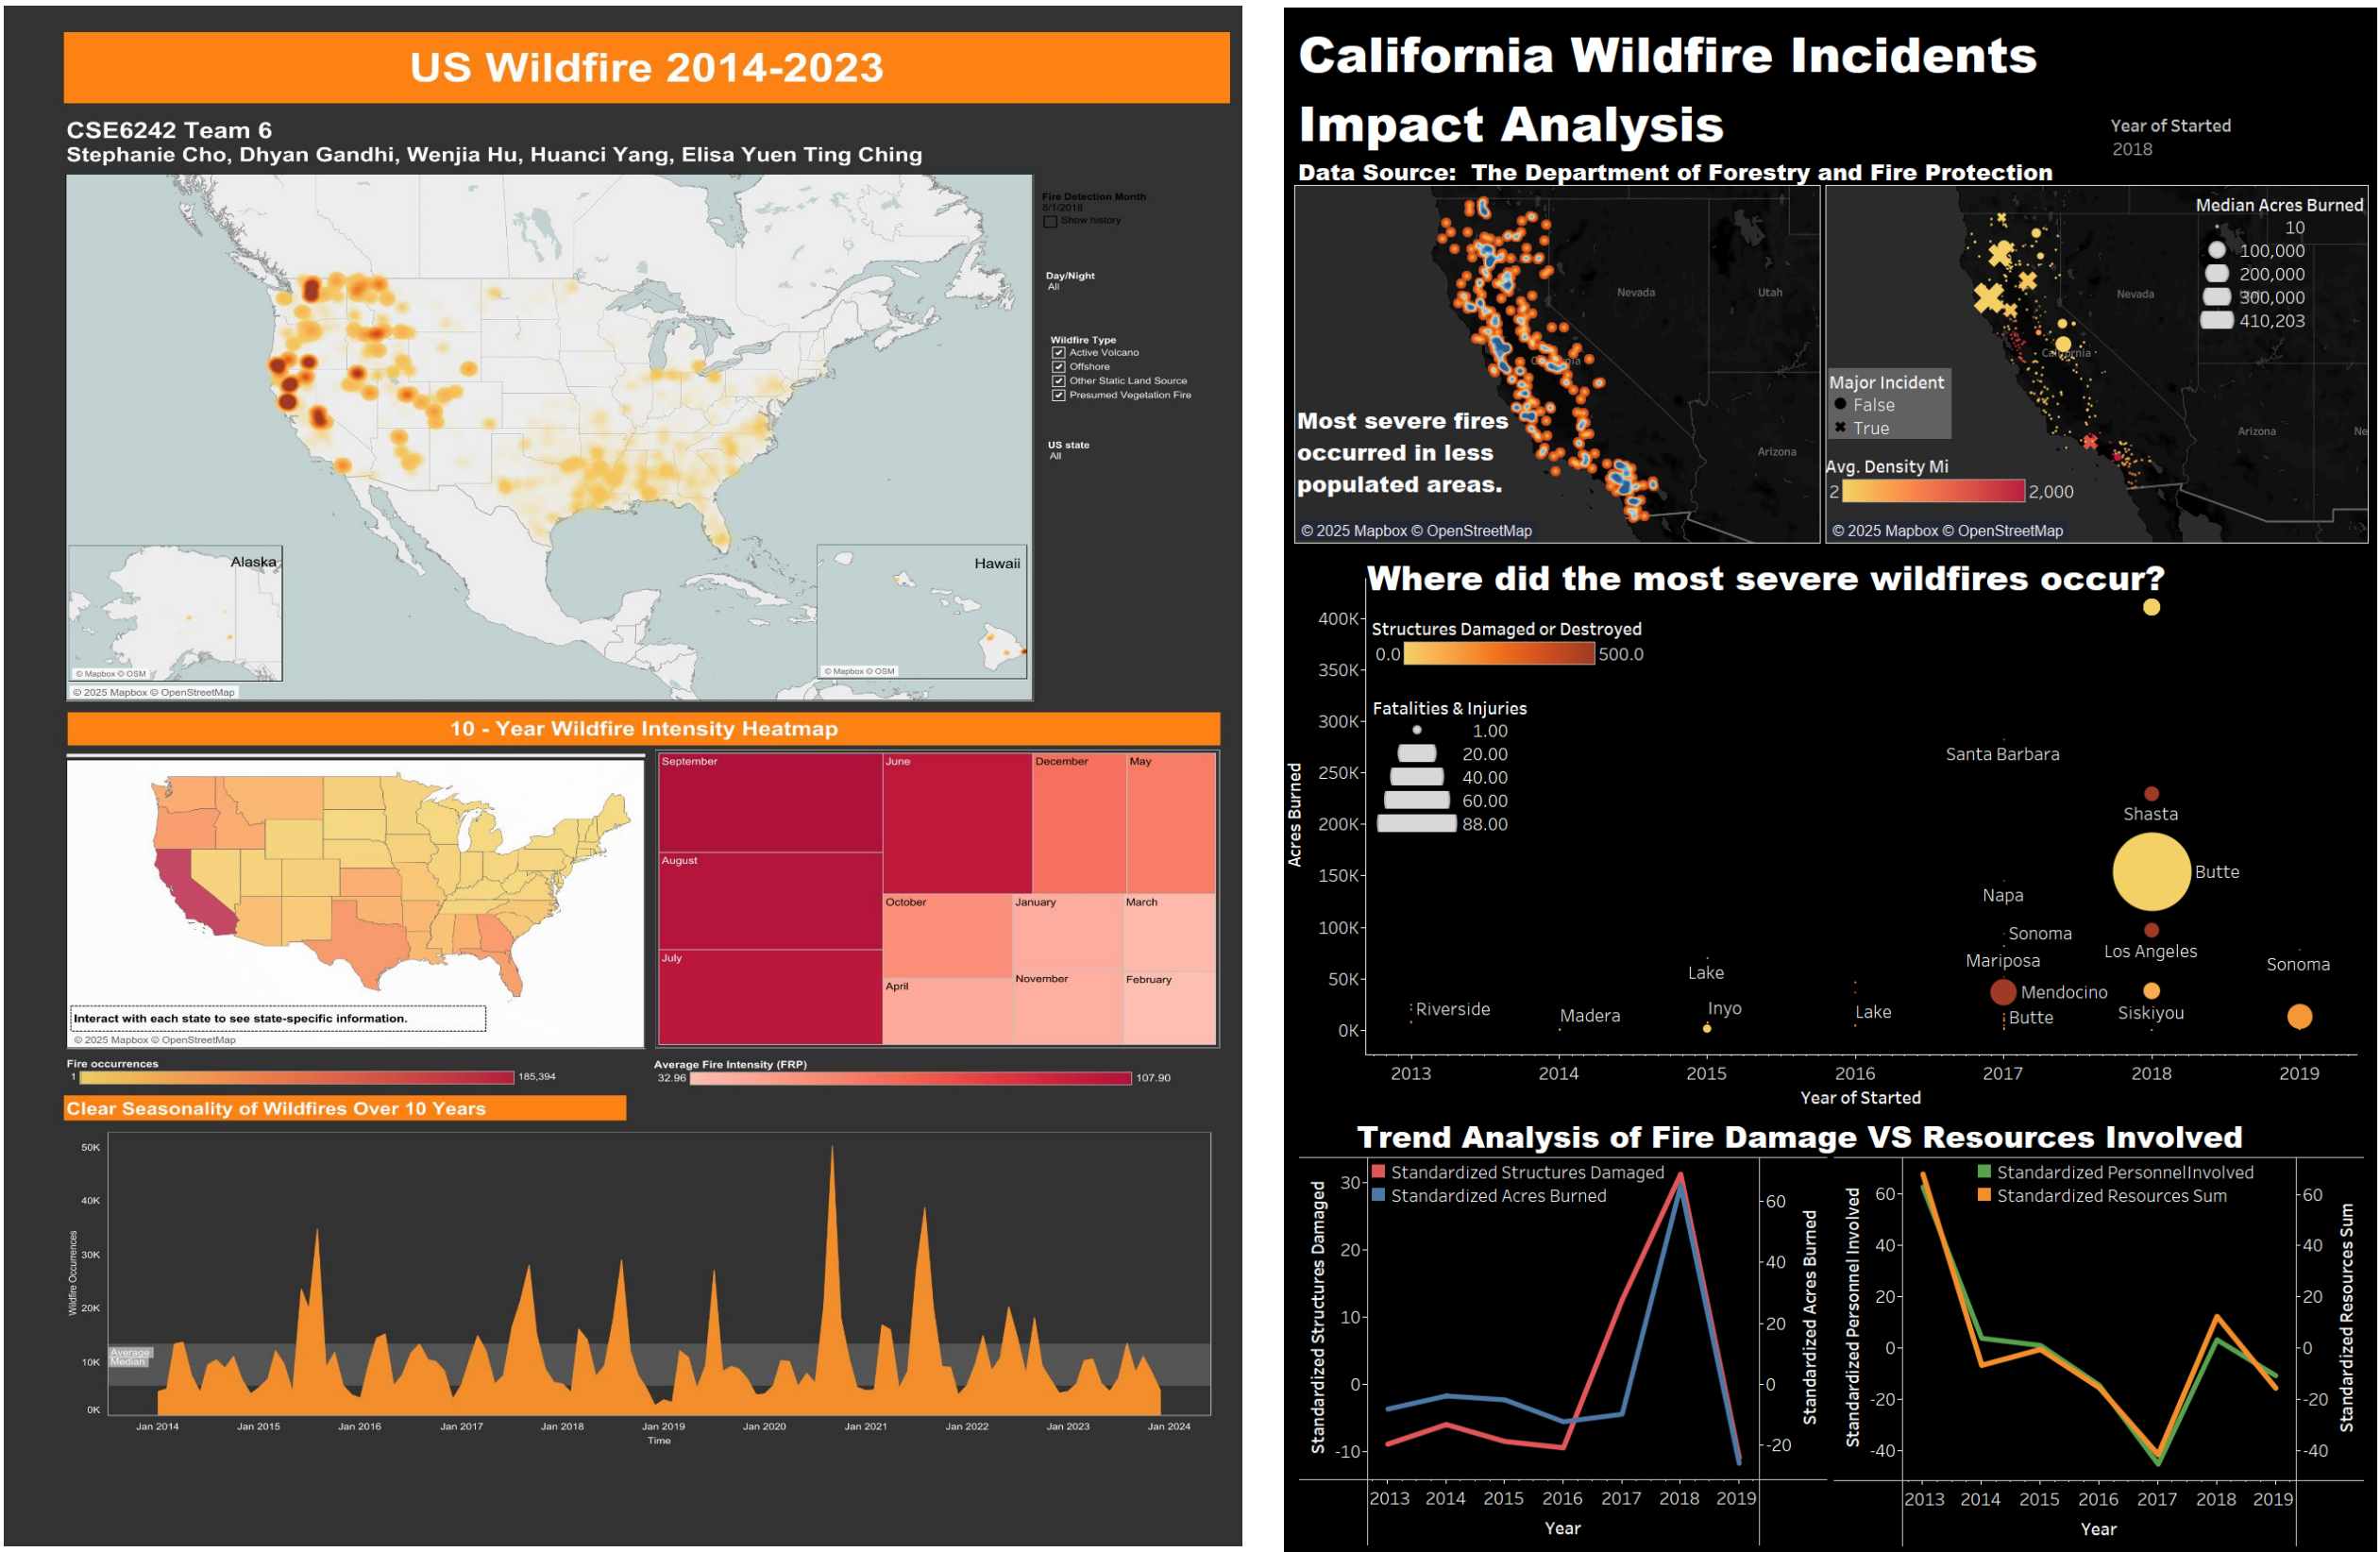 US Wildfire 2014-2023
CSE6242 Team 6
Stephanie Cho, Dhyan Gandhi, Wenjia Hu, Huanci Yang, Elisa Yuen Ting Ching
Fire Detection Month
8/1/2018
Show history
Day/Night
All
Wildfire Type
Active Volcano
Offshore
Other Static Land Source
Presumed Vegetation Fire
US state
All
Alaska
© Mapbox © OSM
Hawaii
© Mapbox © OSM
© 2025 Mapbox © OpenStreetMap
10 - Year Wildfire Intensity Heatmap
Interact with each state to see state-specific information.
© 2025 Mapbox © OpenStreetMap
Fire occurrences
1 185,394
September June December May
August
October January March
July
April November February
Average Fire Intensity (FRP)
32.96 107.90
Clear Seasonality of Wildfires Over 10 Years
Wildfire Occurrences
50K
40K
30K
20K
10K
0K
Average
Median
Jan 2014 Jan 2015 Jan 2016 Jan 2017 Jan 2018 Jan 2019 Jan 2020 Jan 2021 Jan 2022 Jan 2023 Jan 2024
Time
California Wildfire Incidents
Impact Analysis
Year of Started
2018
Data Source: The Department of Forestry and Fire Protection
Nevada
Utah
Arizona
Most severe fires
occurred in less
populated areas.
© 2025 Mapbox © OpenStreetMap
Median Acres Burned
10
100,000
200,000
300,000
410,203
Nevada
California
Arizona
Ne
Major Incident
False
True
Avg. Density Mi
2 2,000
© 2025 Mapbox © OpenStreetMap
Where did the most severe wildfires occur?
Structures Damaged or Destroyed
0.0 500.0
Fatalities & Injuries
1.00
20.00
40.00
60.00
88.00
Acres Burned
400K
350K
300K
250K
200K
150K
100K
50K
0K
Santa Barbara
Shasta
Butte
Napa
Sonoma
Los Angeles
Mariposa
Sonoma
Lake
Mendocino
Riverside
Inyo
Madera
Lake
Butte
Siskiyou
2013 2014 2015 2016 2017 2018 2019
Year of Started
Trend Analysis of Fire Damage VS Resources Involved
Standardized Structures Damaged
Standardized Acres Burned
Standardized Structures Damaged
30
20
10
0
-10
60
40
20
0
-20
Standardized Acres Burned
2013 2014 2015 2016 2017 2018 2019
Year
Standardized PersonnelInvolved
Standardized Resources Sum
Standardized Personnel Involved
60
40
20
0
-20
-40
60
40
20
0
-20
-40
Standardized Resources Sum
2013 2014 2015 2016 2017 2018 2019
Year